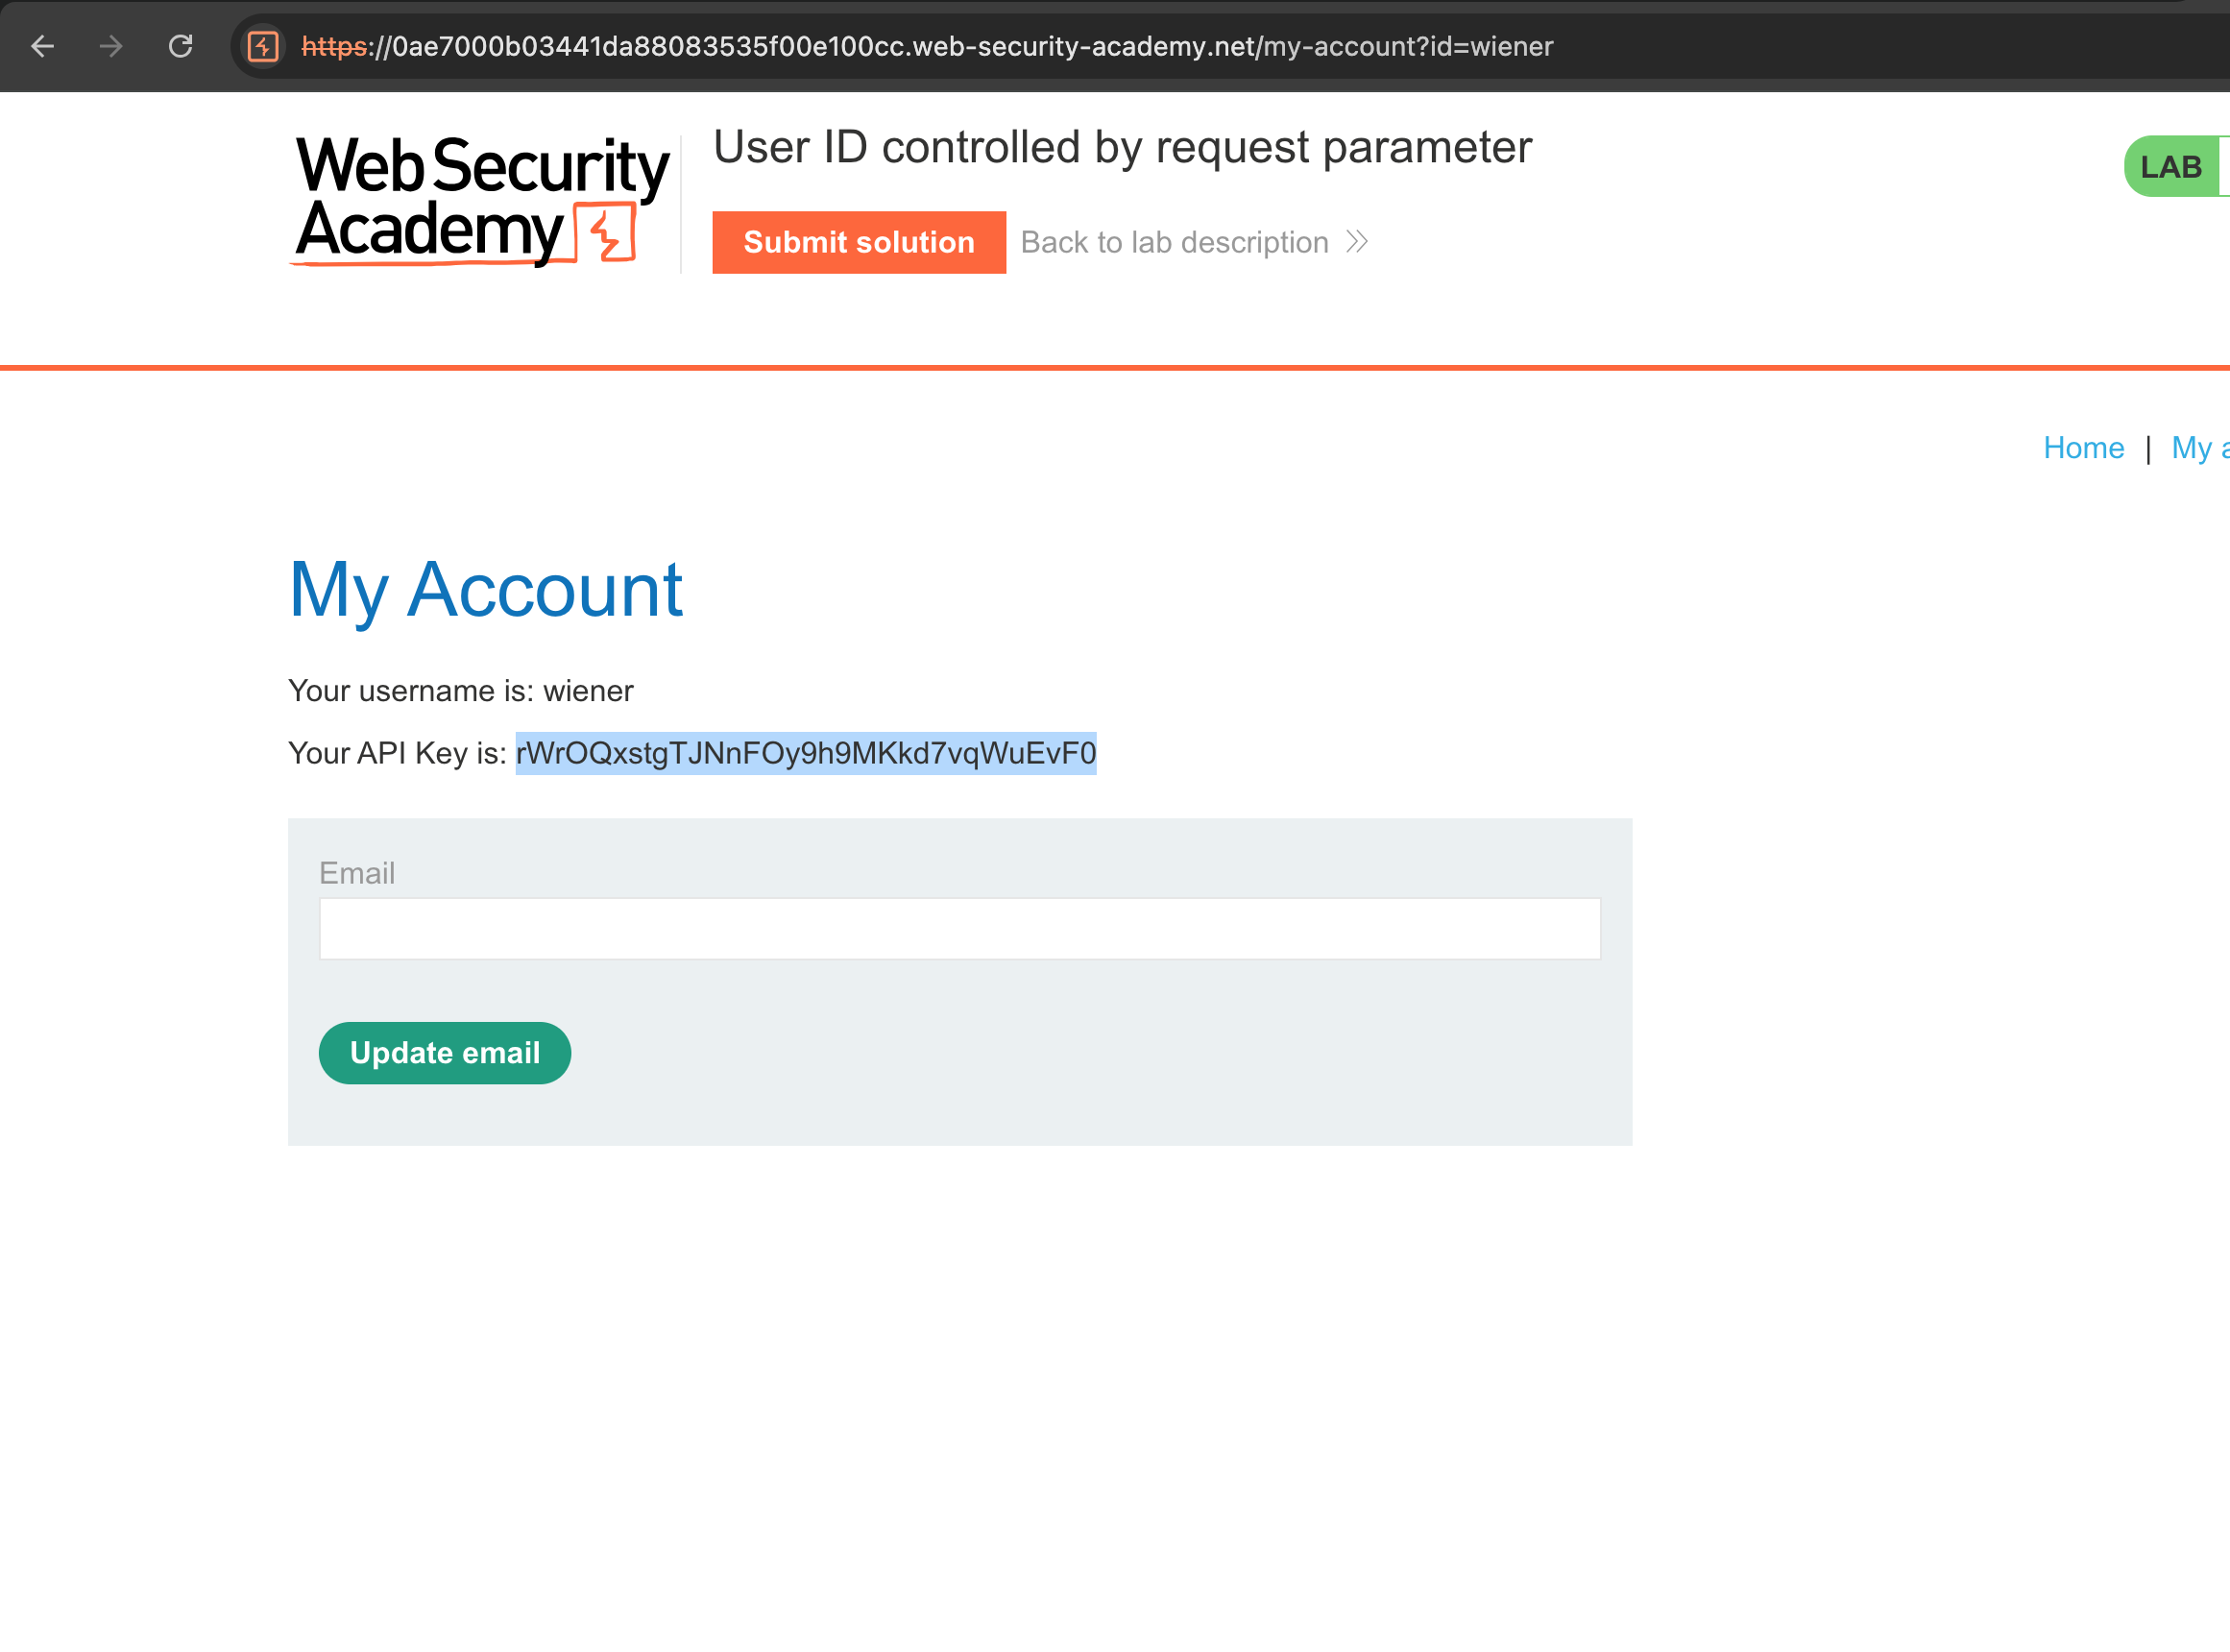 https://0ae7000b03441da88083535f00e100cc.web-security-academy.net/my-account?id=wiener
Web Security
Academy
User ID controlled by request parameter
LAB
Submit solution
Back to lab description
Home | My a
My Account
Your username is: wiener
Your API Key is: rWrOQxstgTJNnFOy9h9MKkd7vqWuEvF0
Email
Update email